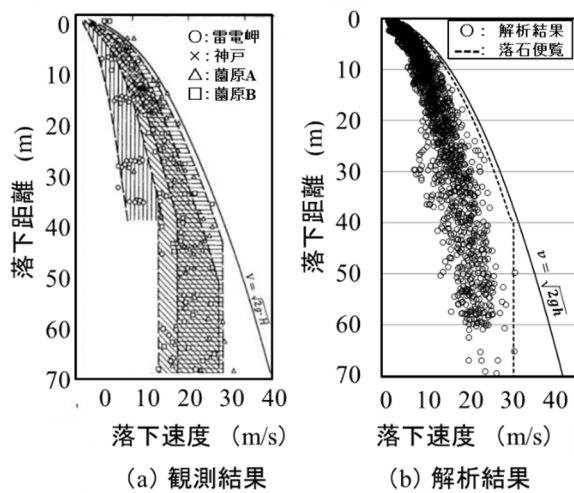 0
10
20
30
40
50
60
70
落下距離 (m)
0 10 20 30 40
落下速度 (m/s)
○: 雷電岬
×: 神戸
△: 薗原A
□: 薗原B
V=√2g·H
(a) 観測結果
0
10
20
30
40
50
60
70
落下距離 (m)
0 10 20 30 40
落下速度 (m/s)
○ : 解析結果
---- : 落石便覧
v=√2gh
(b) 解析結果